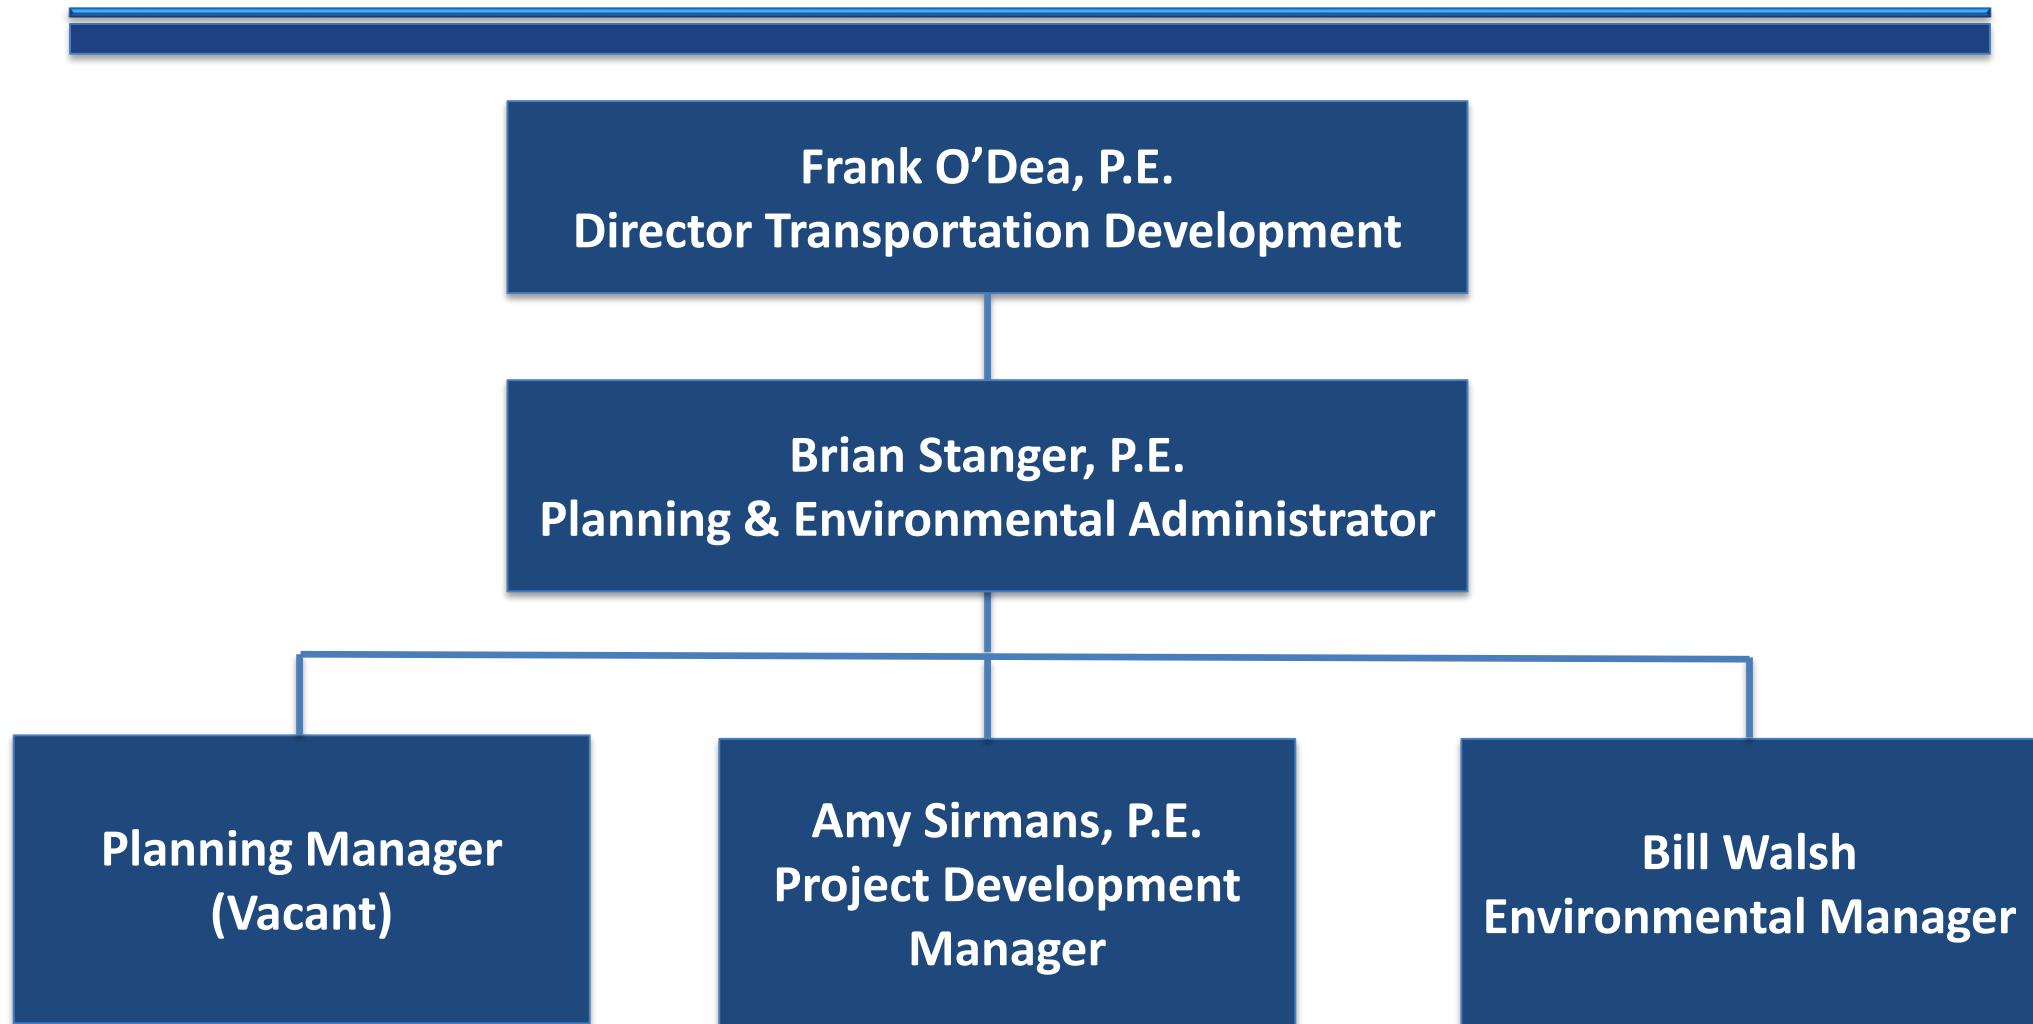 Frank O’Dea, P.E.
Director Transportation Development
Brian Stanger, P.E.
Planning & Environmental Administrator
Planning Manager
(Vacant)
Amy Sirmans, P.E.
Project Development
Manager
Bill Walsh
Environmental Manager